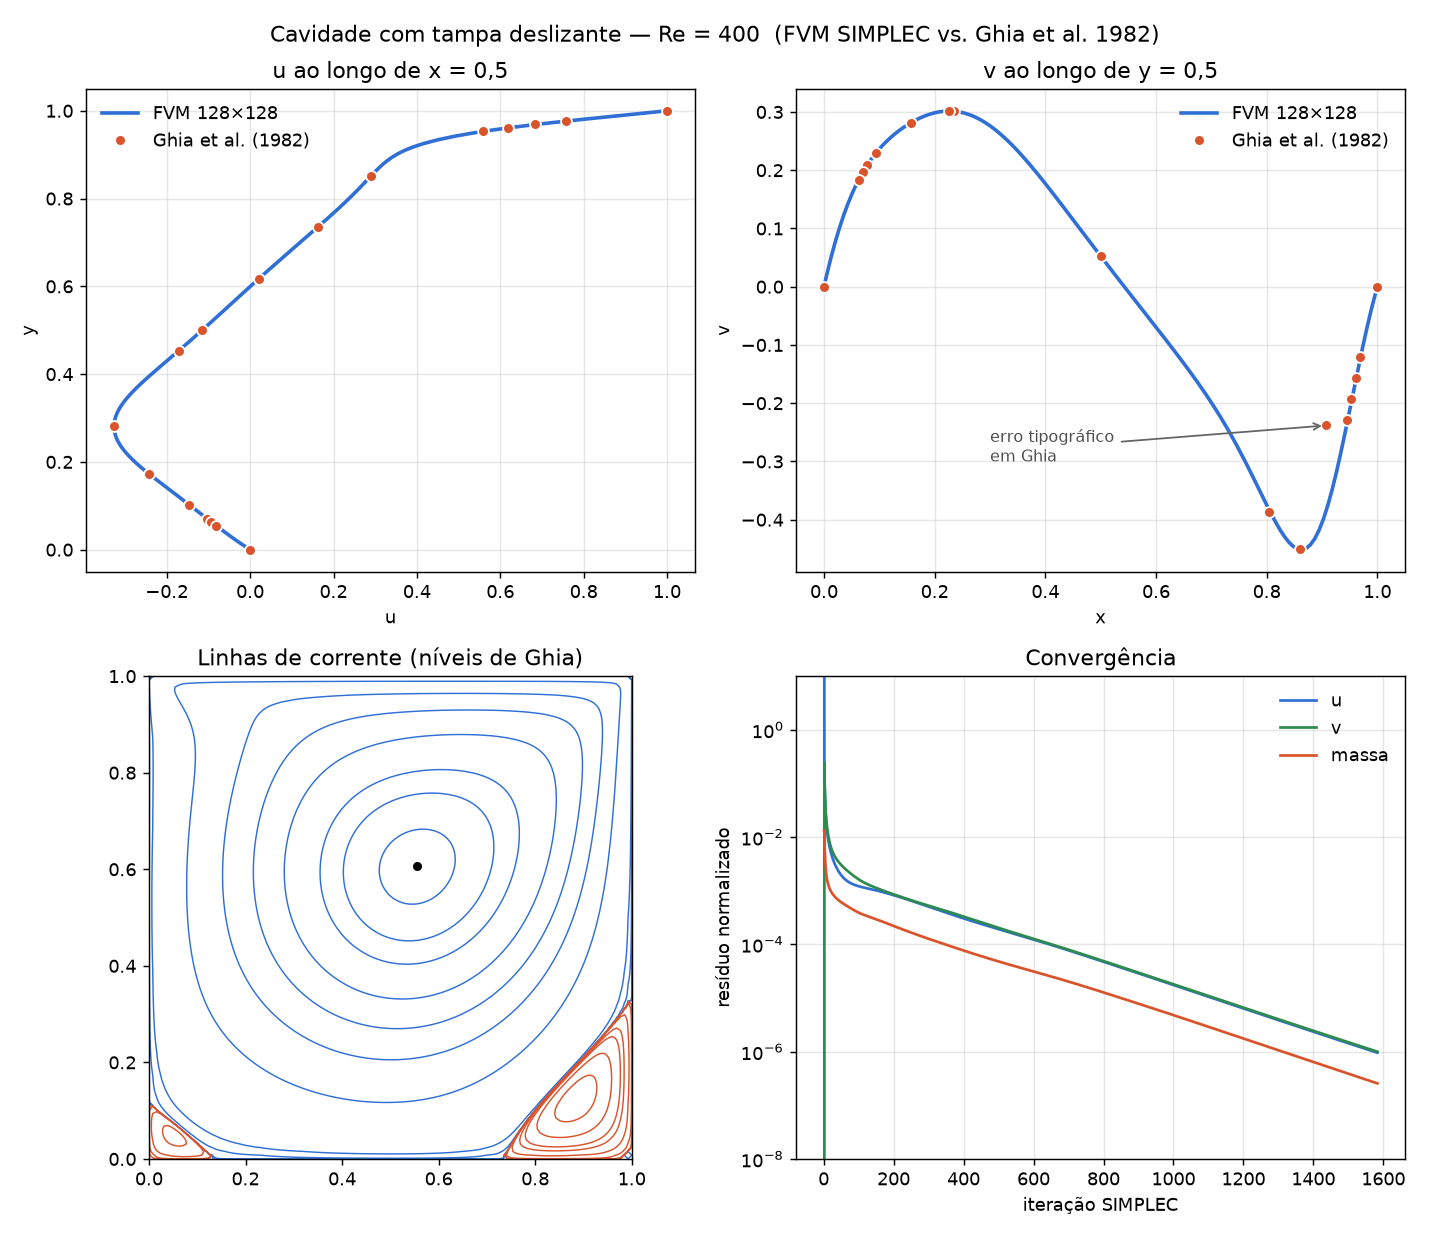 Cavidade com tampa deslizante — Re = 400  (FVM SIMPLEC vs. Ghia et al. 1982)
u ao longo de x = 0,5
FVM 128×128
Ghia et al. (1982)
1.0
0.8
0.6
0.4
0.2
0.0
y
−0.2
0.0
0.2
0.4
0.6
0.8
1.0
u
v ao longo de y = 0,5
FVM 128×128
Ghia et al. (1982)
erro tipográfico
em Ghia
0.3
0.2
0.1
0.0
−0.1
−0.2
−0.3
−0.4
v
0.0
0.2
0.4
0.6
0.8
1.0
x
Linhas de corrente (níveis de Ghia)
1.0
0.8
0.6
0.4
0.2
0.0
0.0
0.2
0.4
0.6
0.8
1.0
Convergência
u
v
massa
10⁰
10⁻²
10⁻⁴
10⁻⁶
10⁻⁸
resíduo normalizado
0
200
400
600
800
1000
1200
1400
1600
iteração SIMPLEC